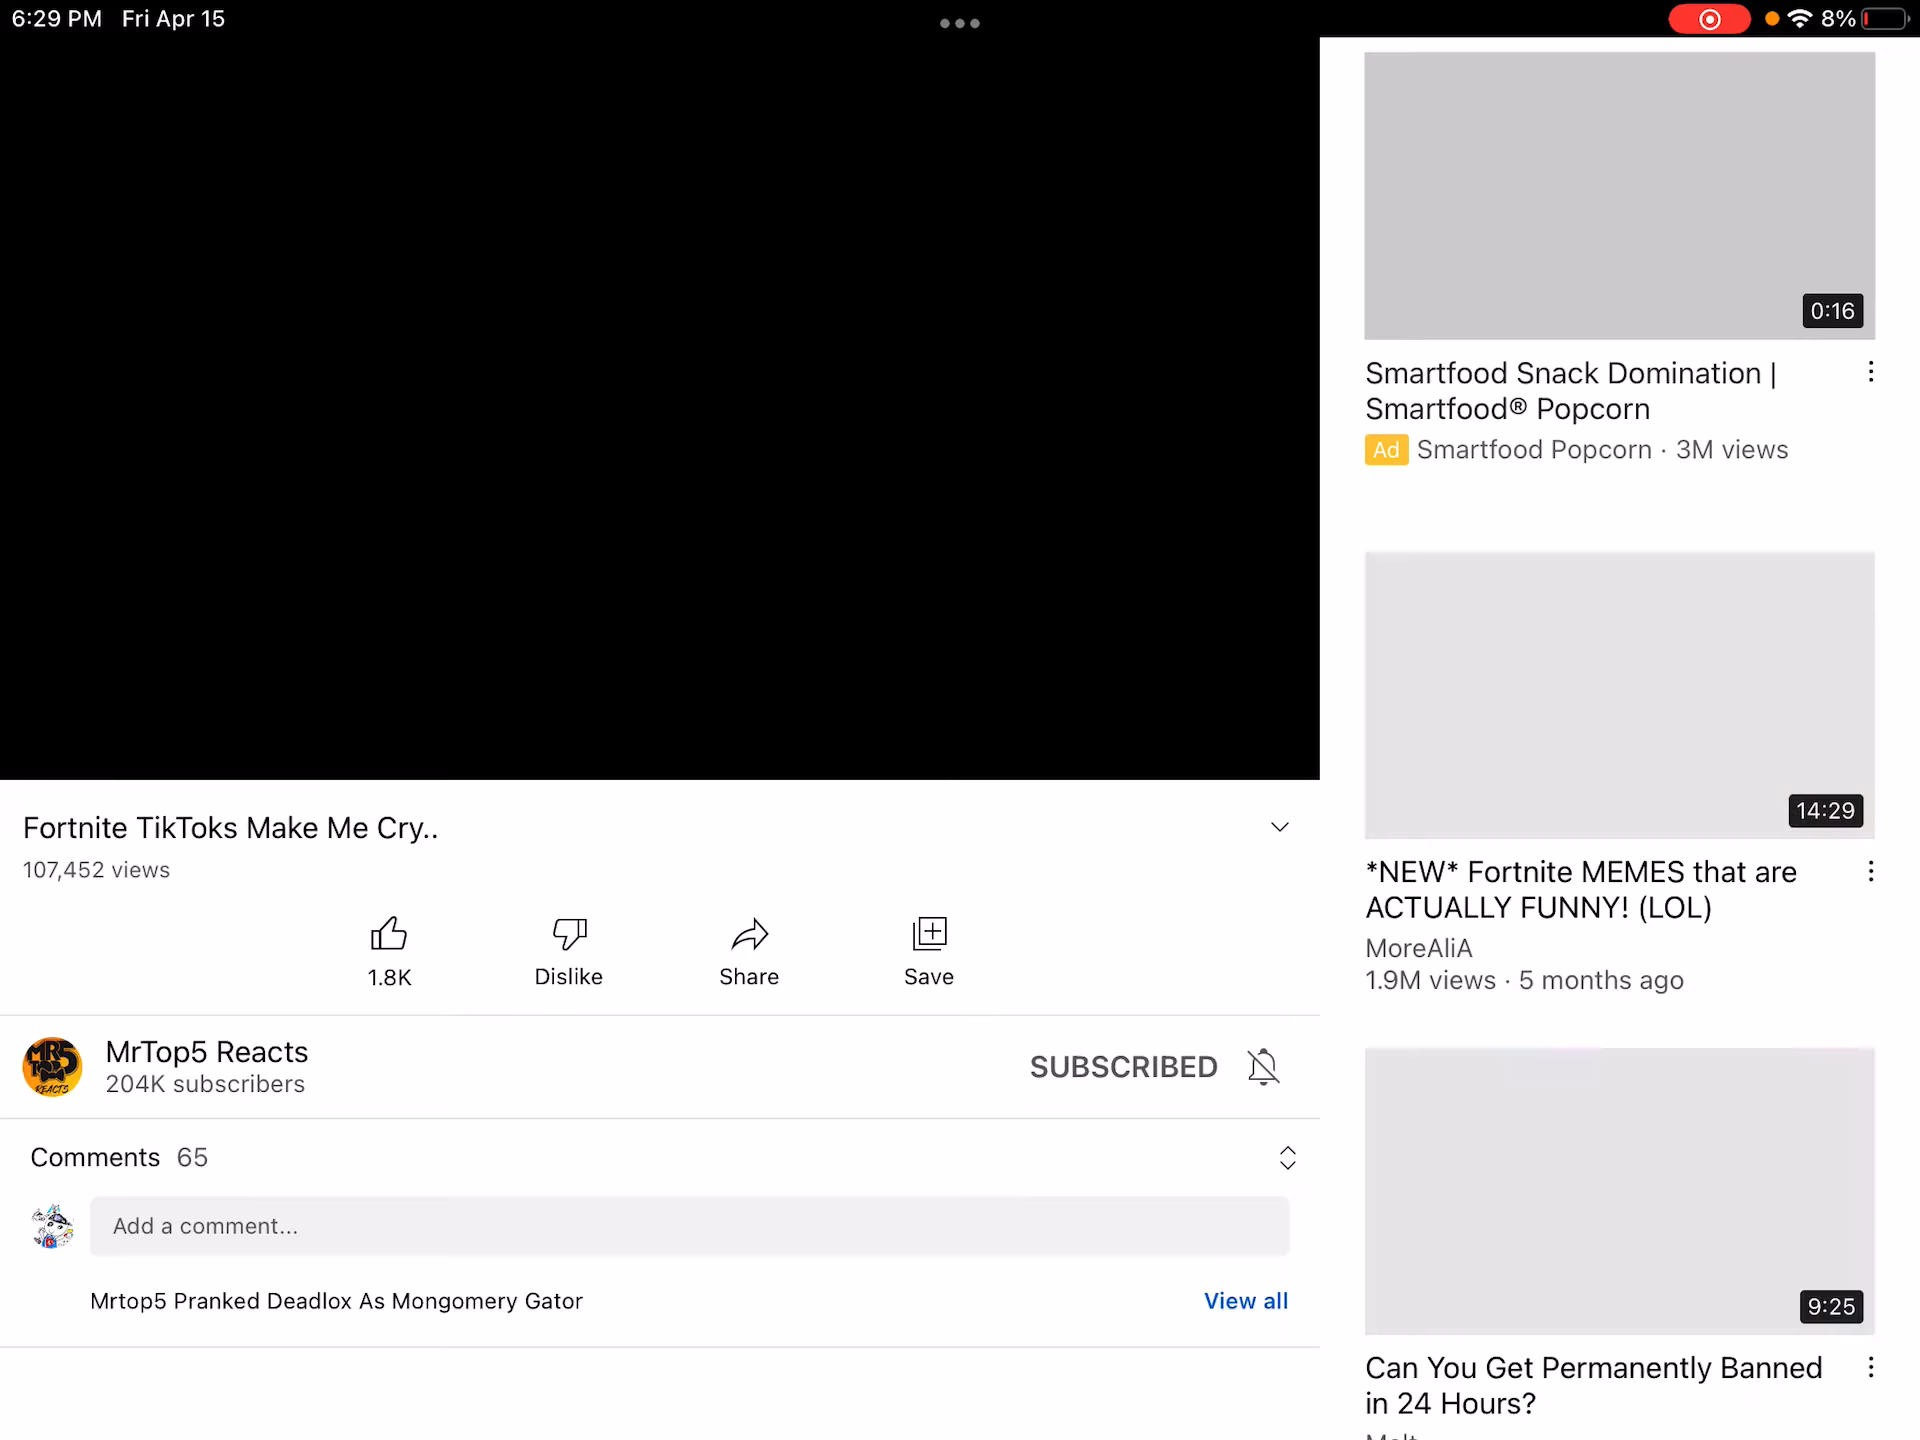 6:29 PM Fri Apr 15
8%
Fortnite TikToks Make Me Cry..
107,452 views
1.8K
Dislike
Share
Save
MR
TOP
5
REACTS
MrTop5 Reacts
204K subscribers
SUBSCRIBED
Comments 65
Add a comment...
Mrtop5 Pranked Deadlox As Mongomery Gator
View all
0:16
Smartfood Snack Domination |
Smartfood® Popcorn
Ad Smartfood Popcorn · 3M views
14:29
*NEW* Fortnite MEMES that are
ACTUALLY FUNNY! (LOL)
MoreAliA
1.9M views · 5 months ago
9:25
Can You Get Permanently Banned
in 24 Hours?